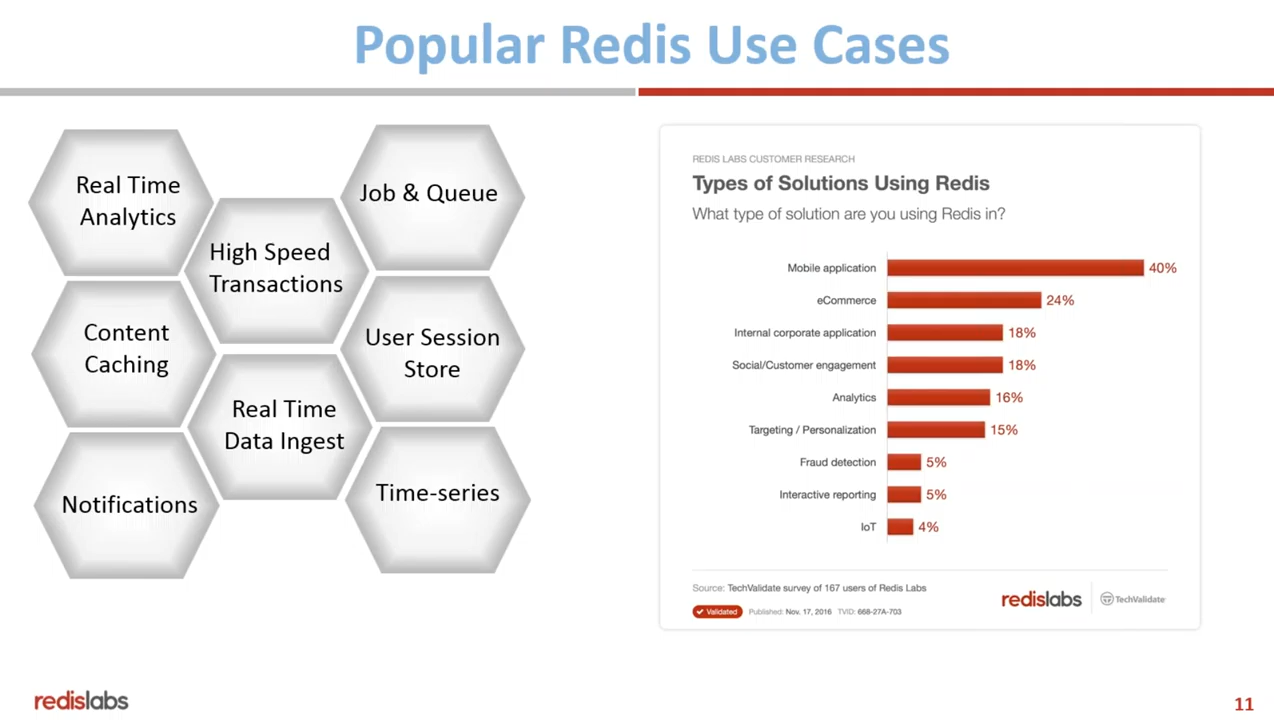 Popular Redis Use Cases
Real Time
Analytics
Job & Queue
High Speed
Transactions
Content
Caching
User Session
Store
Real Time
Data Ingest
Notifications
Time-series
REDIS LABS CUSTOMER RESEARCH
Types of Solutions Using Redis
What type of solution are you using Redis in?
Mobile application 40%
eCommerce 24%
Internal corporate application 18%
Social/Customer engagement 18%
Analytics 16%
Targeting / Personalization 15%
Fraud detection 5%
Interactive reporting 5%
IoT 4%
Source: TechValidate survey of 167 users of Redis Labs
Validated Published: Nov. 17, 2016 TVID: 668-27A-703
redislabs TechValidate
redislabs
11